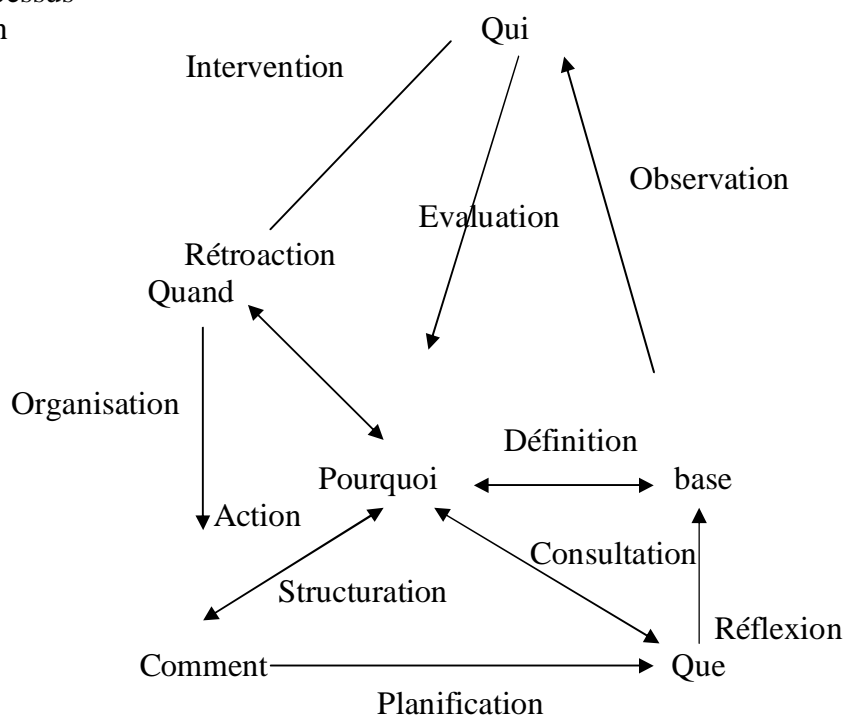 Qui
Intervention
Observation
Evaluation
Rétroaction
Quand
Organisation
Définition
Pourquoi
base
Action
Consultation
Structuration
Réflexion
Comment
Que
Planification